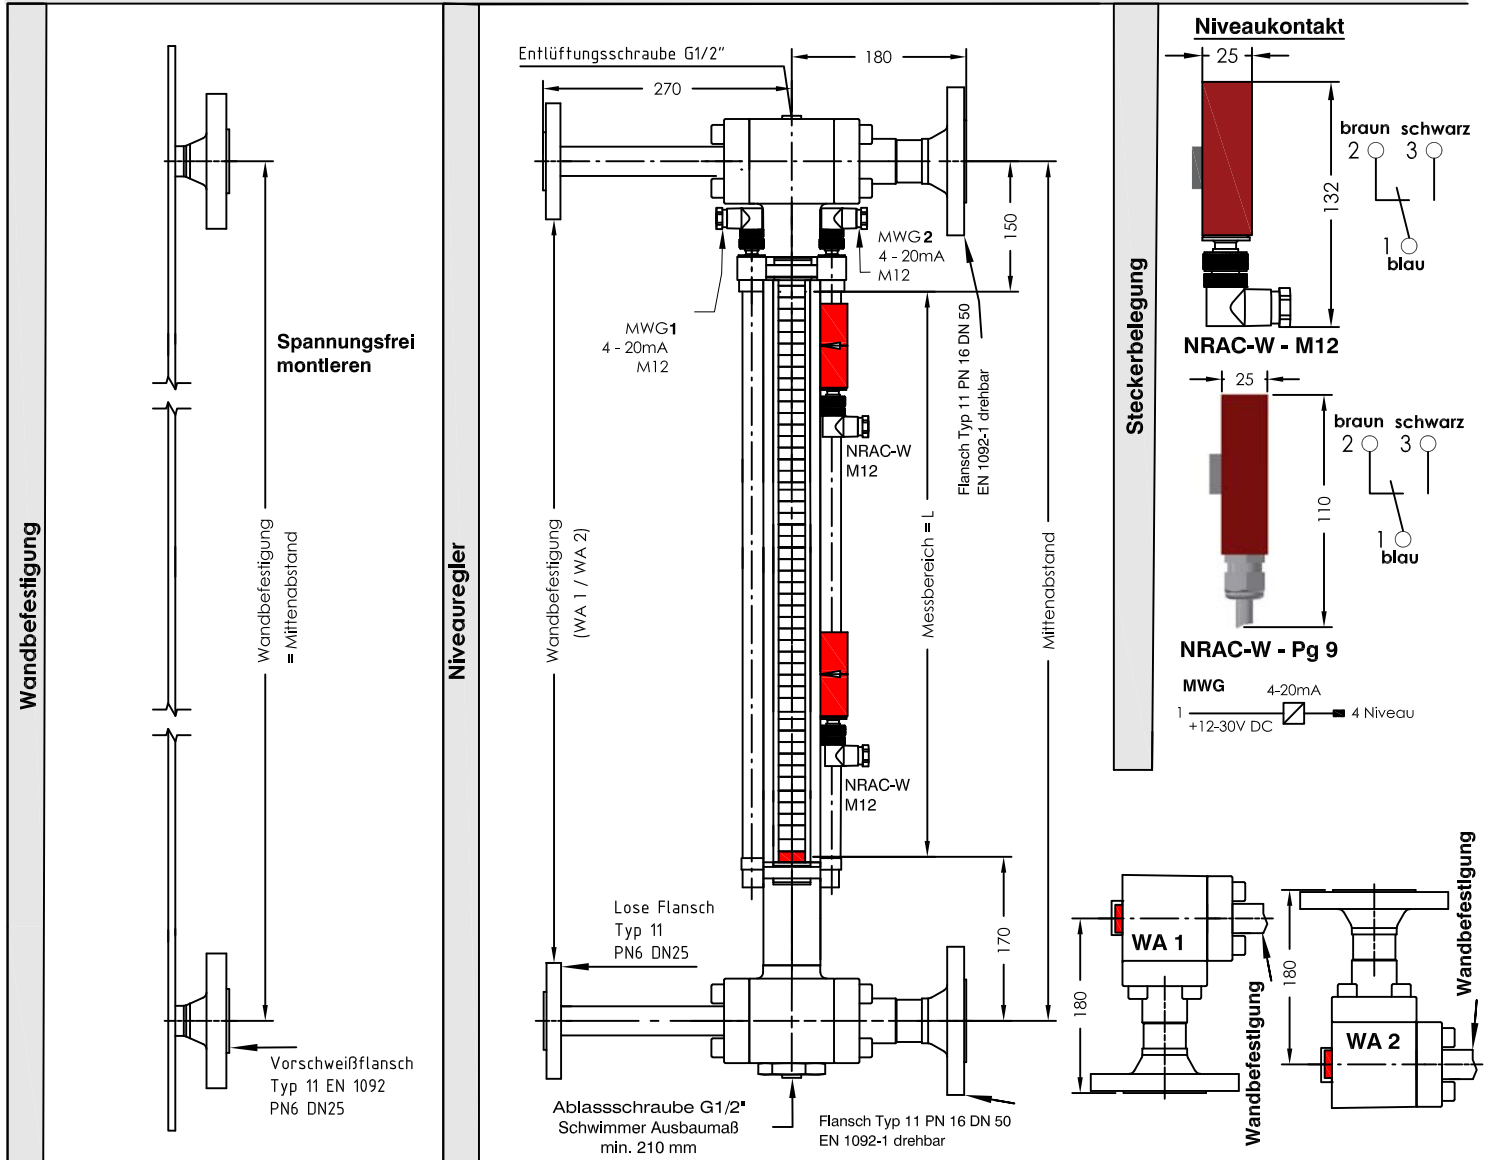 Wandbefestigung
Spannungsfrei
montieren
Wandbefestigung
= Mittenabstand
Vorschweißflansch
Typ 11 EN 1092
PN6 DN25
Niveauregler
Entlüftungsschraube G1/2"
180
270
150
MWG 2
4 - 20mA
M12
MWG1
4 - 20mA
M12
Flansch Typ 11 PN 16 DN 50
EN 1092-1 drehbar
NRAC-W
M12
Wandbefestigung
(WA 1 / WA 2)
Messbereich = L
Mittenabstand
NRAC-W
M12
Lose Flansch
Typ 11
PN6 DN25
170
Ablassschraube G1/2"
Schwimmer Ausbaumaß
min. 210 mm
Flansch Typ 11 PN 16 DN 50
EN 1092-1 drehbar
Steckerbelegung
Niveaukontakt
25
132
braun schwarz
2 3
1
blau
NRAC-W - M12
25
110
braun schwarz
2 3
1
blau
NRAC-W - Pg 9
MWG
4-20mA
1
4 Niveau
+12-30V DC
WA 1
180
Wandbefestigung
WA 2
180
Wandbefestigung